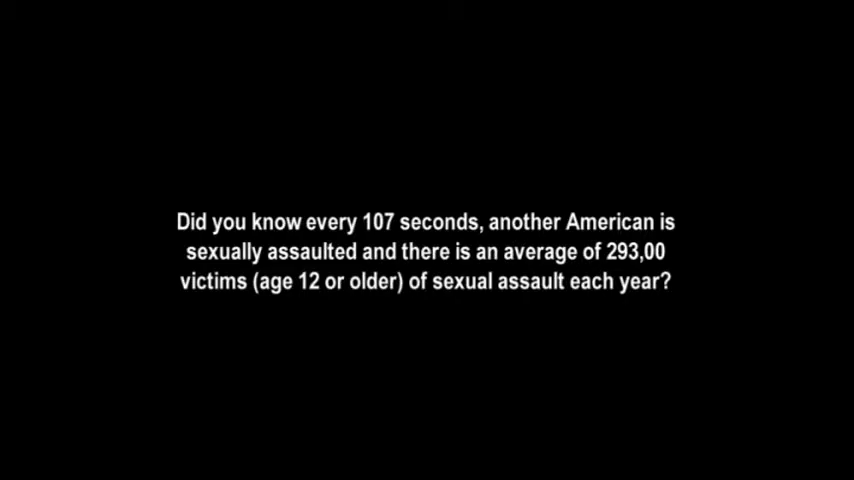 Did you know every 107 seconds, another American is
sexually assaulted and there is an average of 293,00
victims (age 12 or older) of sexual assault each year?